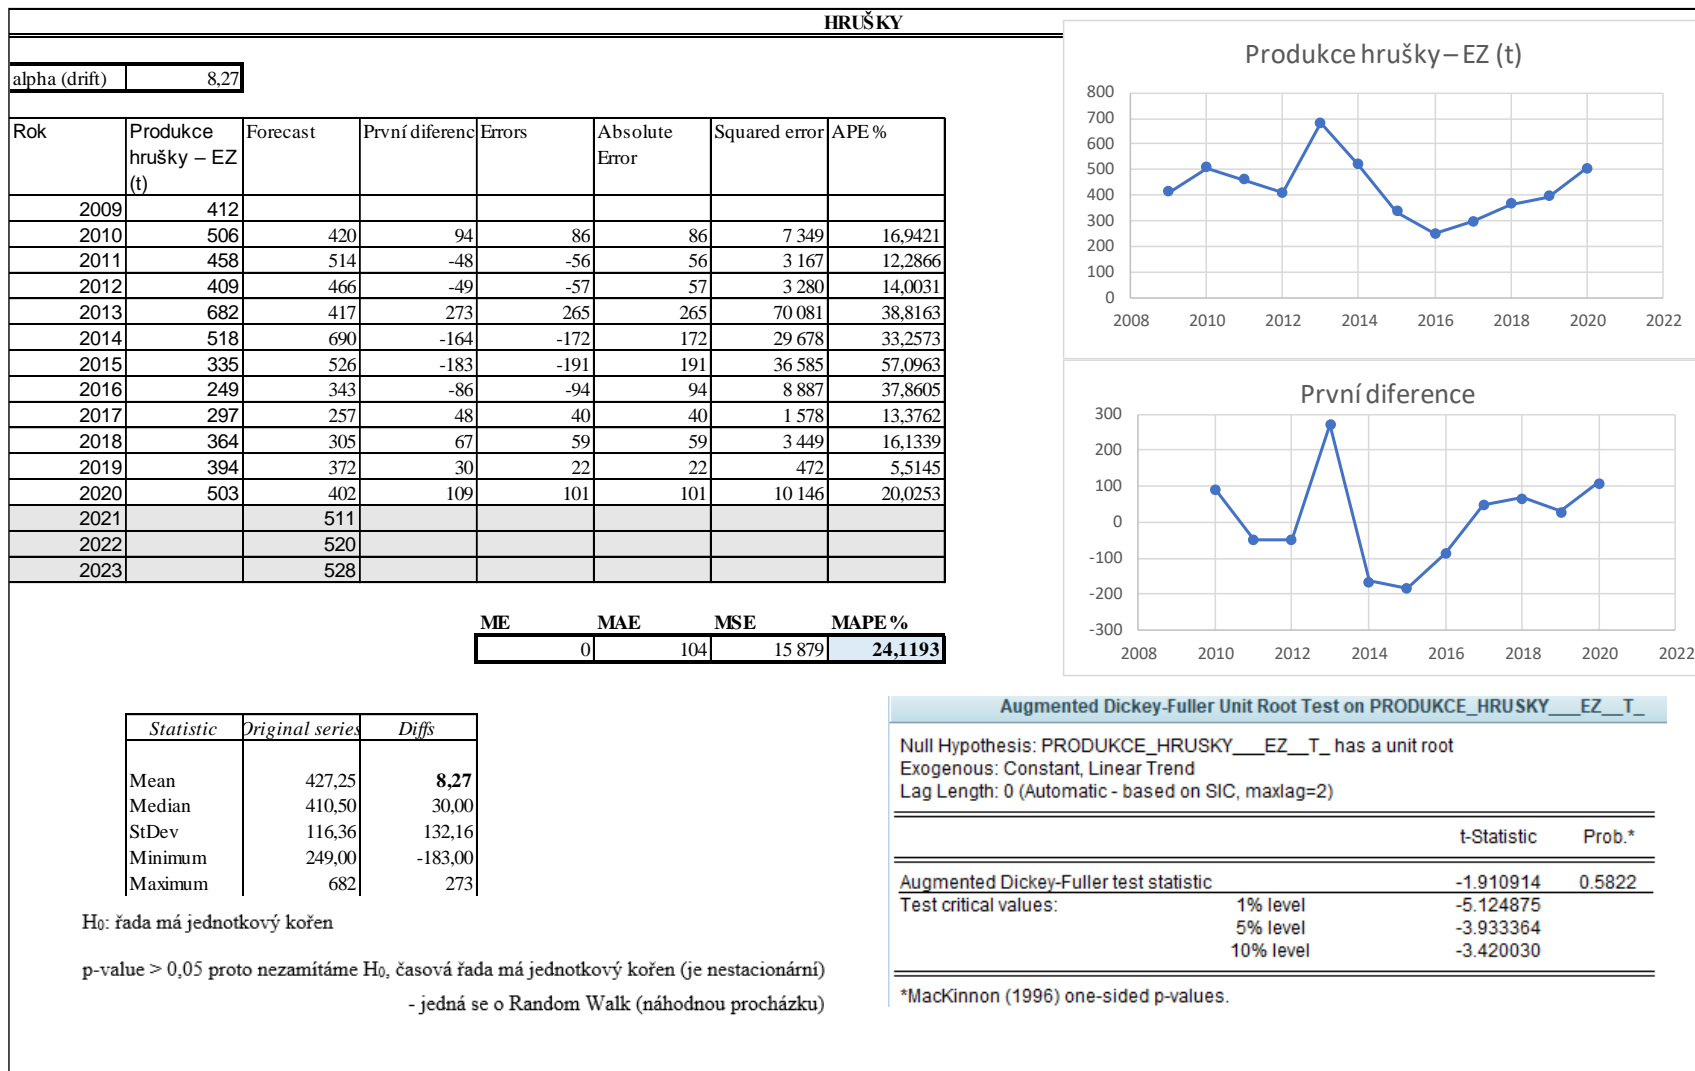 HRUŠKY
alpha (drift) 8,27
Rok Produkce hrušky – EZ (t) Forecast První diferenc Errors Absolute Error Squared error APE %
2009 412
2010 506 420 94 86 86 7 349 16,9421
2011 458 514 -48 -56 56 3 167 12,2866
2012 409 466 -49 -57 57 3 280 14,0031
2013 682 417 273 265 265 70 081 38,8163
2014 518 690 -164 -172 172 29 678 33,2573
2015 335 526 -183 -191 191 36 585 57,0963
2016 249 343 -86 -94 94 8 887 37,8605
2017 297 257 48 40 40 1 578 13,3762
2018 364 305 67 59 59 3 449 16,1339
2019 394 372 30 22 22 472 5,5145
2020 503 402 109 101 101 10 146 20,0253
2021 511
2022 520
2023 528
ME MAE MSE MAPE %
0 104 15 879 24,1193
Produkce hrušky – EZ (t)
800
700
600
500
400
300
200
100
0
2008 2010 2012 2014 2016 2018 2020 2022
První diference
300
200
100
0
-100
-200
-300
2008 2010 2012 2014 2016 2018 2020 2022
Statistic Original series Diffs
Mean 427,25 8,27
Median 410,50 30,00
StDev 116,36 132,16
Minimum 249,00 -183,00
Maximum 682 273
H0: řada má jednotkový kořen
p-value > 0,05 proto nezamítáme H0, časová řada má jednotkový kořen (je nestacionární)
- jedná se o Random Walk (náhodnou procházku)
Augmented Dickey-Fuller Unit Root Test on PRODUKCE_HRUSKY___EZ__T_
Null Hypothesis: PRODUKCE_HRUSKY___EZ__T_ has a unit root
Exogenous: Constant, Linear Trend
Lag Length: 0 (Automatic - based on SIC, maxlag=2)
t-Statistic Prob.*
Augmented Dickey-Fuller test statistic -1.910914 0.5822
Test critical values: 1% level -5.124875
5% level -3.933364
10% level -3.420030
*MacKinnon (1996) one-sided p-values.